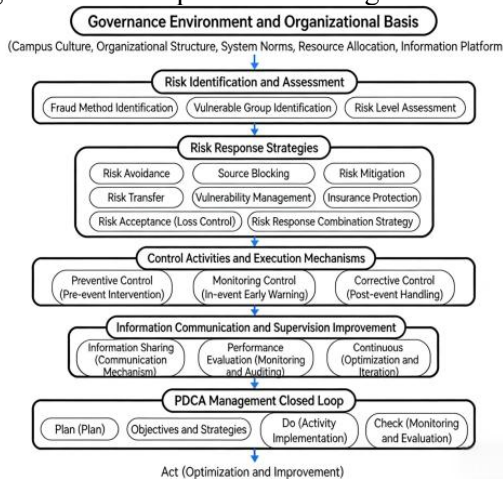 Governance Environment and Organizational Basis
(Campus Culture, Organizational Structure, System Norms, Resource Allocation, Information Platform
Risk Identification and Assessment
Fraud Method Identification Vulnerable Group Identification Risk Level Assessment
Risk Response Strategies
Risk Avoidance Source Blocking Risk Mitigation
Risk Transfer Vulnerability Management Insurance Protection
Risk Acceptance (Loss Control) Risk Response Combination Strategy
Control Activities and Execution Mechanisms
Preventive Control
(Pre-event Intervention)
Monitoring Control
(In-event Early Warning)
Corrective Control
(Post-event Handling)
Information Communication and Supervision Improvement
Information Sharing
(Communication
Mechanism)
Performance
Evaluation (Monitoring
and Auditing)
Continuous
(Optimization and
Iteration)
PDCA Management Closed Loop
Plan (Plan)
Objectives and Strategies
Do (Activity
Implementation)
Check (Monitoring
and Evaluation)
Act (Optimization and Improvement)